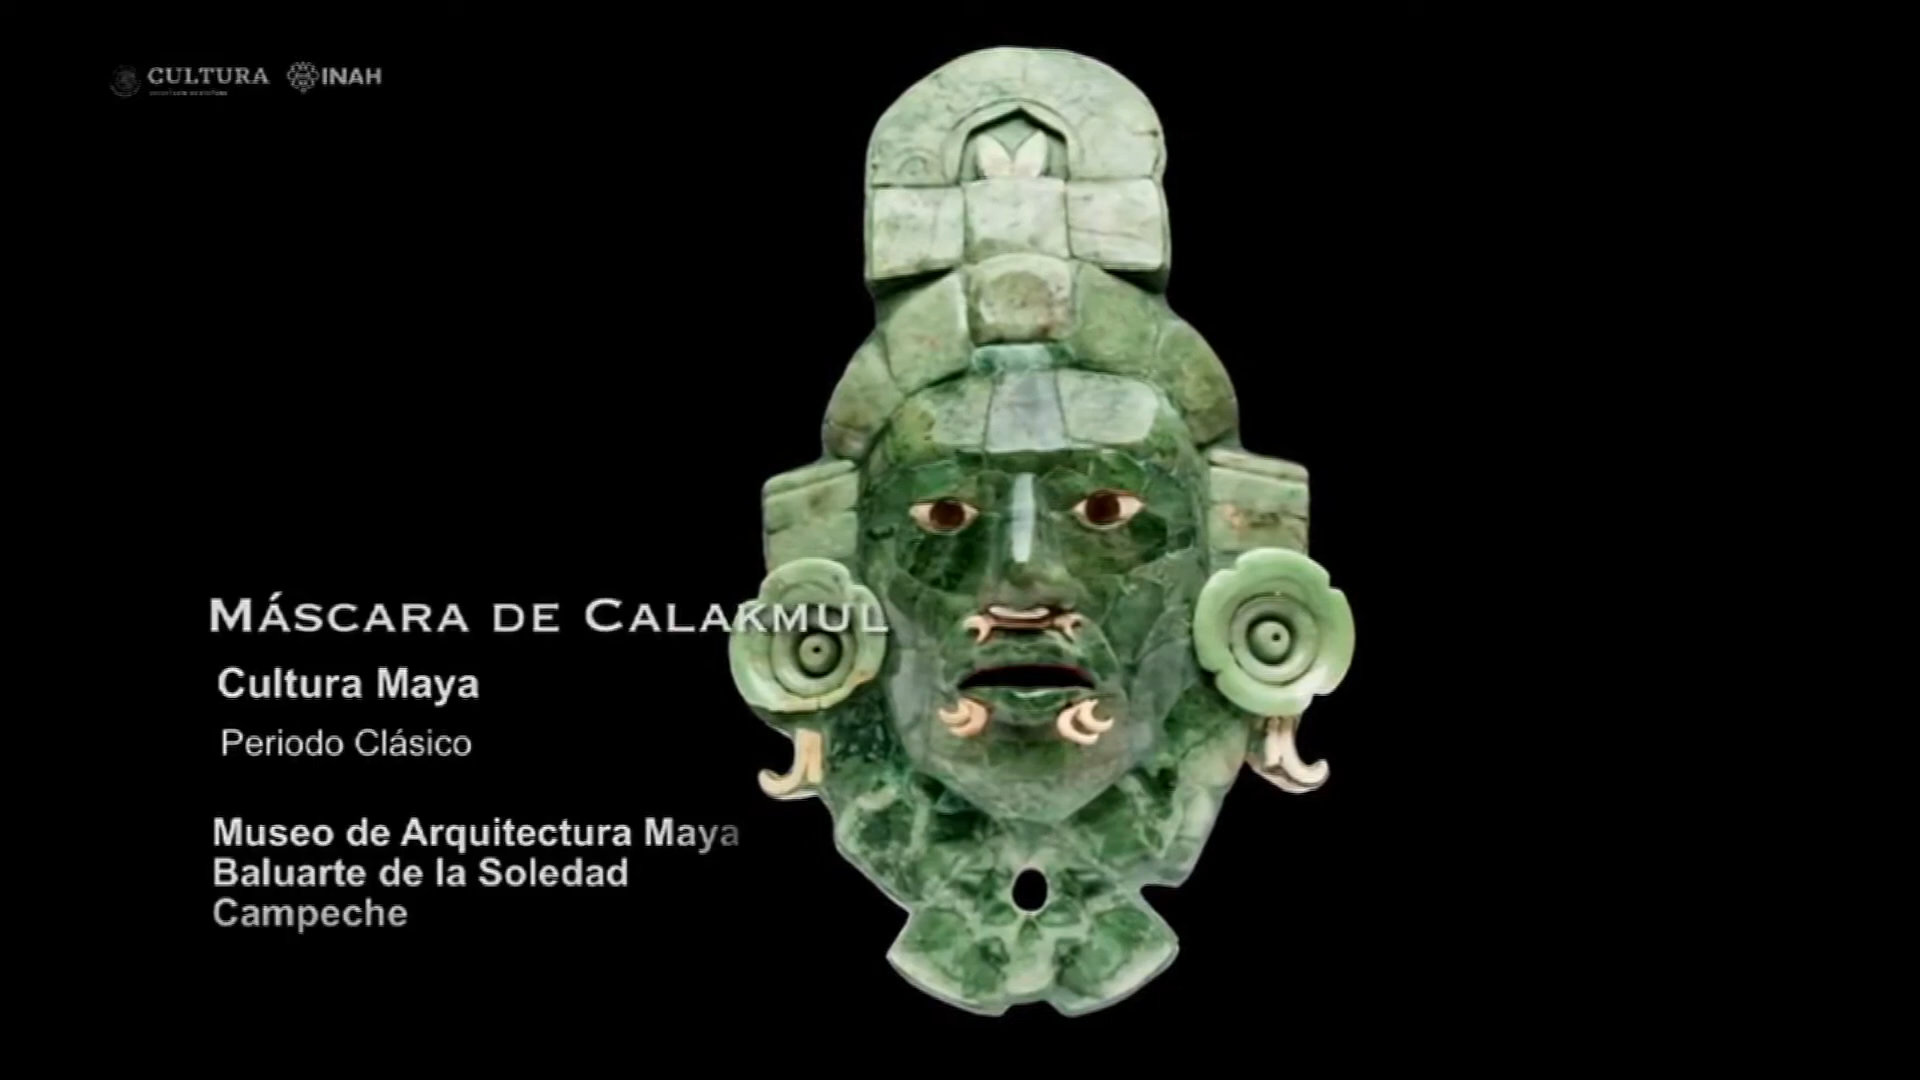 CULTURA INAH
MÁSCARA DE CALAKMUL
Cultura Maya
Periodo Clásico
Museo de Arquitectura Maya
Baluarte de la Soledad
Campeche